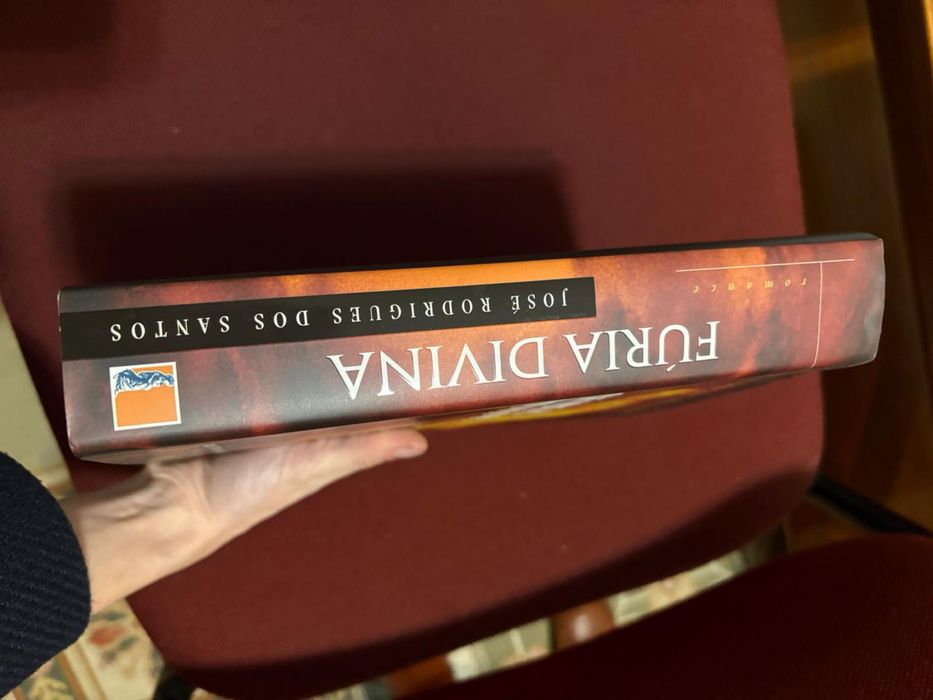 romance
FÚRIA DIVINA
JOSÉ RODRIGUES DOS SANTOS